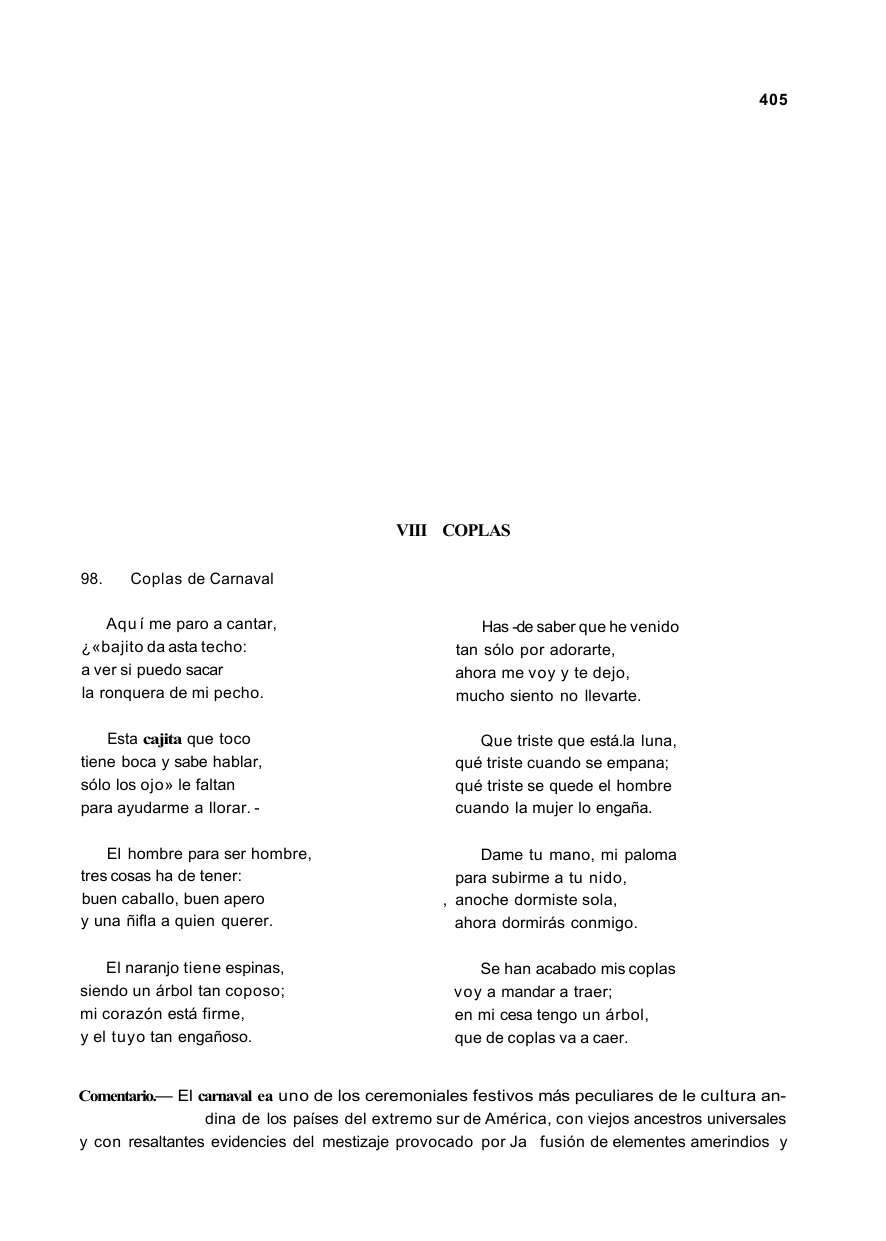 405
VIII COPLAS
98. Coplas de Carnaval
Aqu í me paro a cantar,
¿«bajito da asta techo:
a ver si puedo sacar
la ronquera de mi pecho.
Esta cajita que toco
tiene boca y sabe hablar,
sólo los ojo» le faltan
para ayudarme a llorar. -
El hombre para ser hombre,
tres cosas ha de tener:
buen caballo, buen apero
y una ñifla a quien querer.
El naranjo tiene espinas,
siendo un árbol tan coposo;
mi corazón está firme,
y el tuyo tan engañoso.
Has -de saber que he venido
tan sólo por adorarte,
ahora me voy y te dejo,
mucho siento no llevarte.
Que triste que está.la luna,
qué triste cuando se empana;
qué triste se quede el hombre
cuando la mujer lo engaña.
Dame tu mano, mi paloma
para subirme a tu nido,
, anoche dormiste sola,
ahora dormirás conmigo.
Se han acabado mis coplas
voy a mandar a traer;
en mi cesa tengo un árbol,
que de coplas va a caer.
Comentario.— El carnaval ea uno de los ceremoniales festivos más peculiares de le cultura an-
dina de los países del extremo sur de América, con viejos ancestros universales
y con resaltantes evidencies del mestizaje provocado por Ja fusión de elementes amerindios y